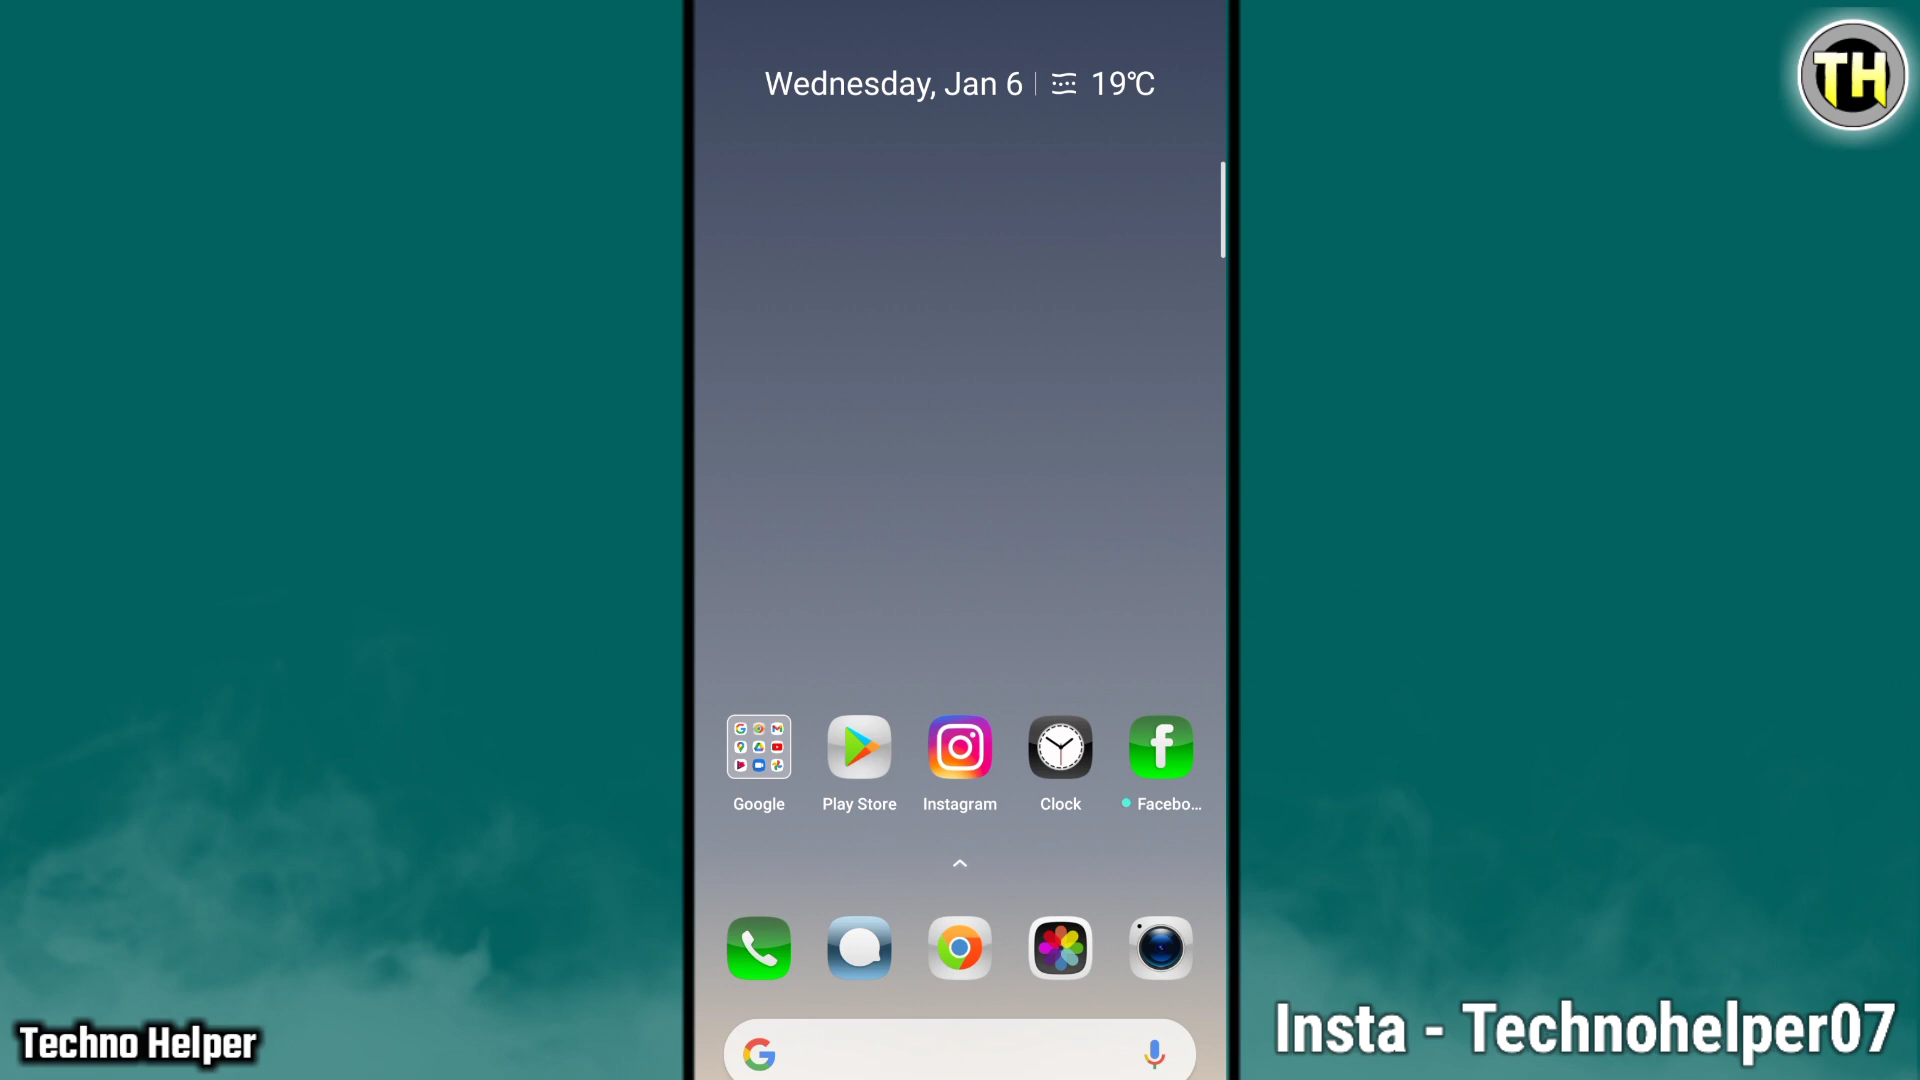 Wednesday, Jan 6 | 19°C
TH
Google
Play Store
Instagram
Clock
Facebo...
Techno Helper
Insta - Technohelper07